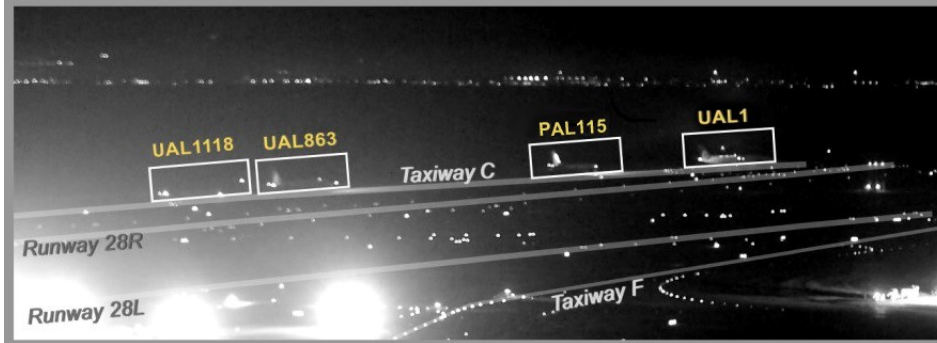 UAL1118
UAL863
PAL115
UAL1
Taxiway C
Runway 28R
Runway 28L
Taxiway F